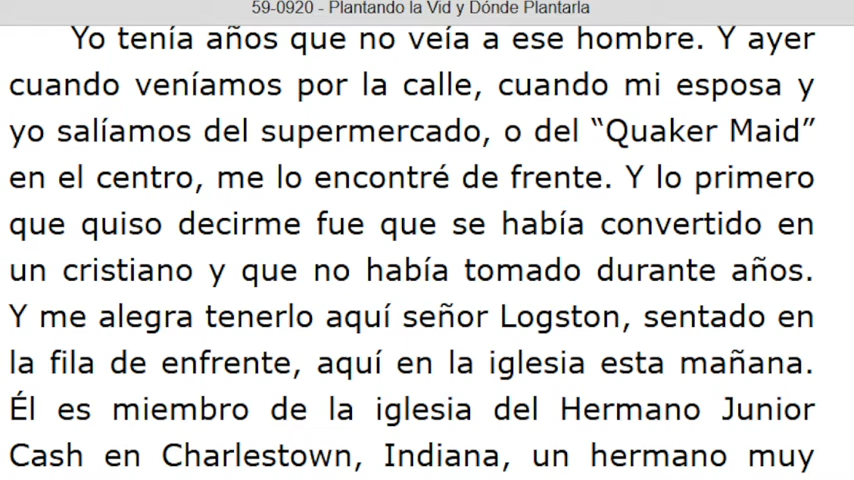 59-0920 - Plantando la Vid y Dónde Plantarla
Yo tenía años que no veía a ese hombre. Y ayer
cuando veníamos por la calle, cuando mi esposa y
yo salíamos del supermercado, o del “Quaker Maid”
en el centro, me lo encontré de frente. Y lo primero
que quiso decirme fue que se había convertido en
un cristiano y que no había tomado durante años.
Y me alegra tenerlo aquí señor Logston, sentado en
la fila de enfrente, aquí en la iglesia esta mañana.
Él es miembro de la iglesia del Hermano Junior
Cash en Charlestown, Indiana, un hermano muy